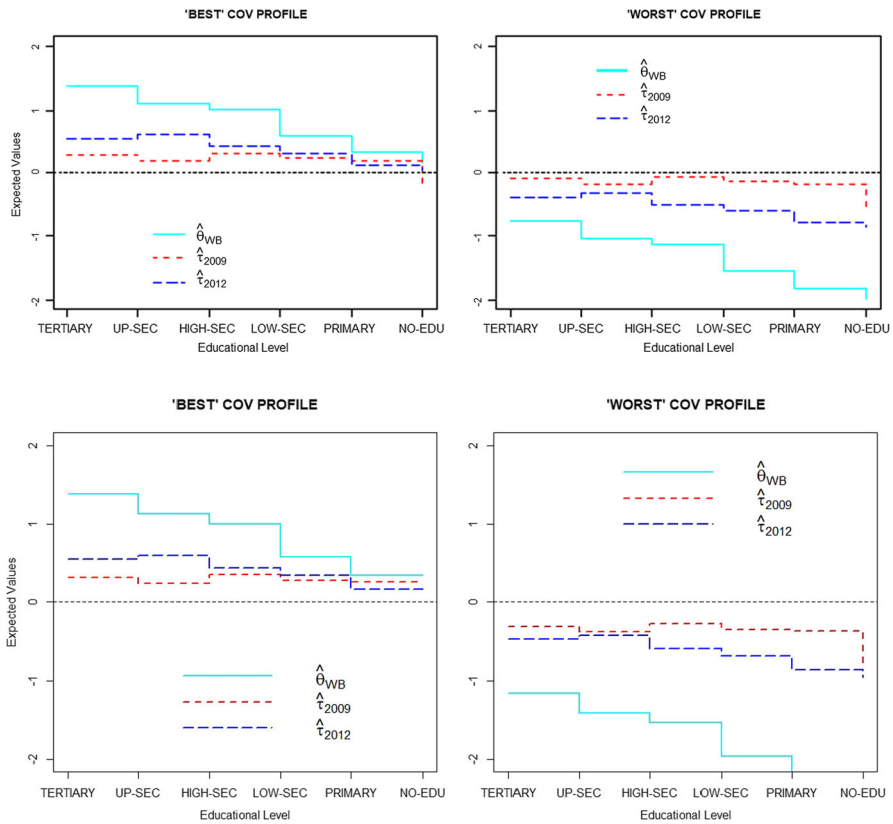 'BEST' COV PROFILE
2
1
0
-1
-2
Expected Values
θ̂WB
τ̂2009
τ̂2012
TERTIARY UP-SEC HIGH-SEC LOW-SEC PRIMARY NO-EDU
Educational Level
'WORST' COV PROFILE
2
1
0
-1
-2
θ̂WB
τ̂2009
τ̂2012
TERTIARY UP-SEC HIGH-SEC LOW-SEC PRIMARY NO-EDU
Educational Level
'BEST' COV PROFILE
2
1
0
-1
-2
Expected Values
θ̂WB
τ̂2009
τ̂2012
TERTIARY UP-SEC HIGH-SEC LOW-SEC PRIMARY NO-EDU
Educational Level
'WORST' COV PROFILE
2
1
0
-1
-2
Expected Values
θ̂WB
τ̂2009
τ̂2012
TERTIARY UP-SEC HIGH-SEC LOW-SEC PRIMARY NO-EDU
Educational Level